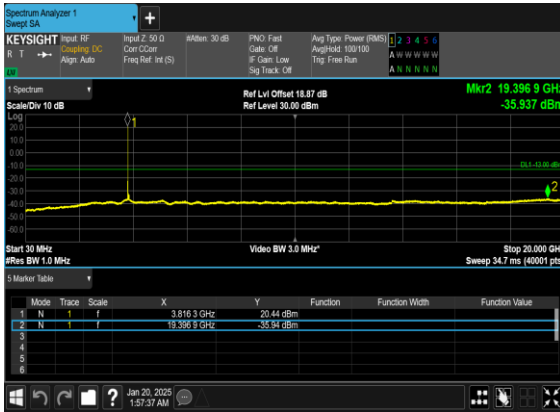 Spectrum Analyzer 1
Swept SA
+
KEYSIGHT Input: RF Input Z: 50 Ω #Atten: 30 dB PNO: Fast Avg Type: Power (RMS) 1 2 3 4 5 6
R T Coupling: DC Corr CCorr Gate: Off Avg|Hold: 100/100 A W W W W W
Align: Auto Freq Ref: Int (S) IF Gain: Low Trig: Free Run
Sig Track: Off A N N N N N
1 Spectrum Ref Lvl Offset 18.87 dB Mkr2 19.396 9 GHz
Scale/Div 10 dB Ref Level 30.00 dBm -35.937 dBm
Log
1
20.0
10.0
0.00
-10.0
DL1 -13.00 dBm
-20.0
-30.0
2
-40.0
-50.0
-60.0
Start 30 MHz Video BW 3.0 MHz* Stop 20.000 GHz
#Res BW 1.0 MHz Sweep 34.7 ms (40001 pts)
5 Marker Table
Mode Trace Scale X Y Function Function Width Function Value
1 N 1 f 3.816 3 GHz 20.44 dBm
2 N 1 f 19.396 9 GHz -35.94 dBm
3
4
5
6
? Jan 20, 2025
1:57:37 AM